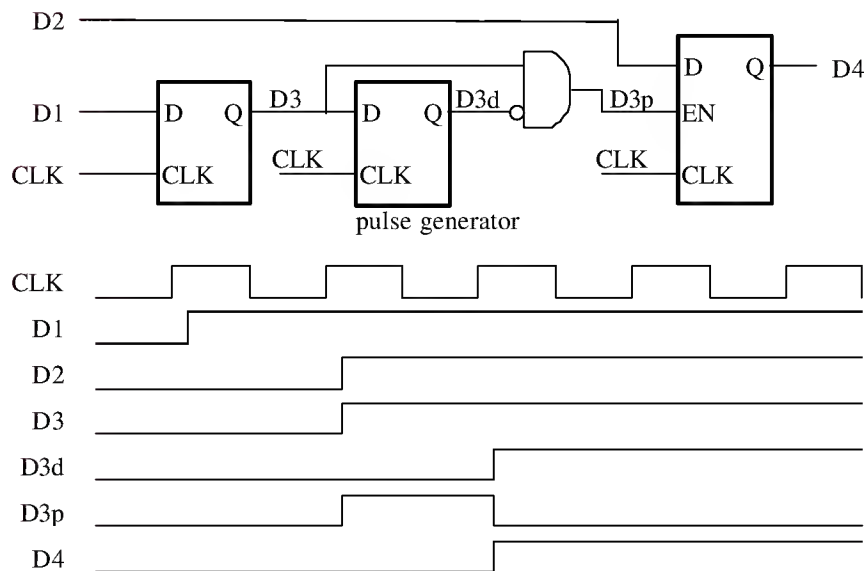 D2
D Q D4
D1 D Q D3 D Q D3d D3p EN
CLK CLK CLK CLK CLK CLK
pulse generator
CLK
D1
D2
D3
D3d
D3p
D4